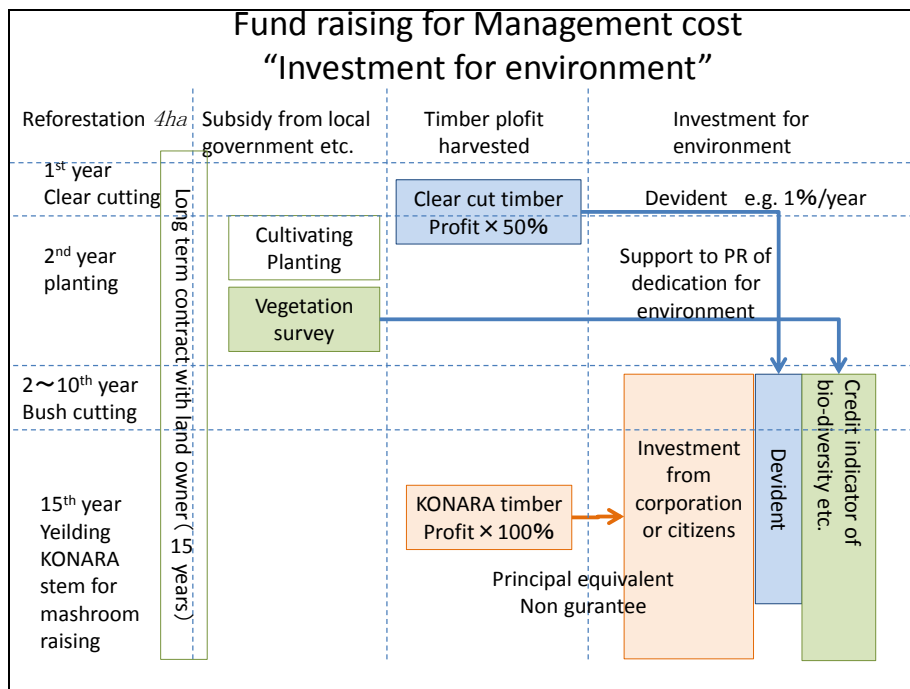 Fund raising for Management cost
“Investment for environment”
Reforestation 4ha
Subsidy from local
government etc.
Timber plofit
harvested
Investment for
environment
1st year
Clear cutting
Long term contract with land owner( 15 years)
Clear cut timber
Profit × 50%
Devident e.g. 1%/year
2nd year
planting
Cultivating
Planting
Vegetation
survey
Support to PR of
dedication for
environment
2～10th year
Bush cutting
Investment
from
corporation
or citizens
Devident
Credit indicator of
bio-diversity etc.
15th year
Yeilding
KONARA
stem for
mashroom
raising
KONARA timber
Profit × 100%
Principal equivalent
Non gurantee